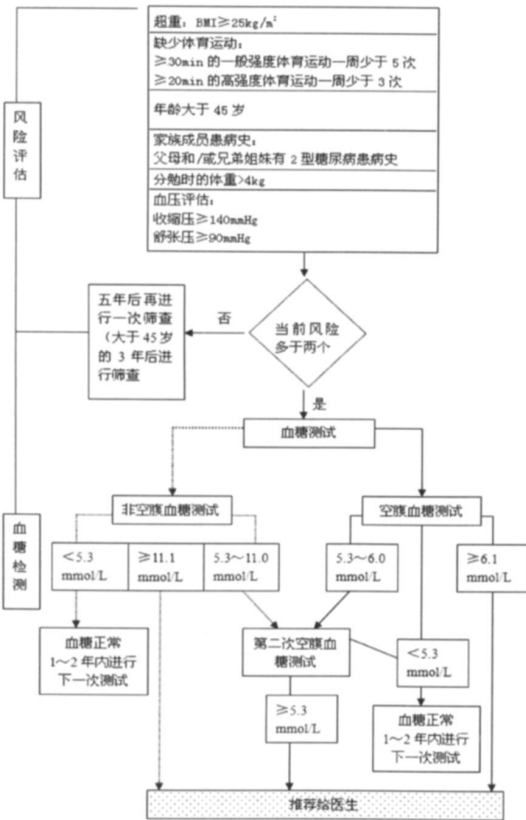 超重：BMI≥25kg/m²
缺少体育运动：
≥30min 的一般强度体育运动一周少于 5 次
≥20min 的高强度体育运动一周少于 3 次
年龄大于 45 岁
家族成员患病史：
父母和/或兄弟姐妹有 2 型糖尿病患病史
分勉时的体重>4kg
血压评估：
收缩压≥140mmHg
舒张压≥90mmHg
风
险
评
估
五年后再进
行一次筛查
（大于 45 岁
的 3 年后进
行筛查
否
当前风险
多于两个
是
血糖测试
非空腹血糖测试
空腹血糖测试
血
糖
检
测
<5.3
mmol/L
≥11.1
mmol/L
5.3～11.0
mmol/L
5.3～6.0
mmol/L
≥6.1
mmol/L
血糖正常
1～2 年内进行
下一次测试
第二次空腹血
糖测试
<5.3
mmol/L
≥5.3
mmol/L
血糖正常
1～2 年内进行
下一次测试
推荐给医生